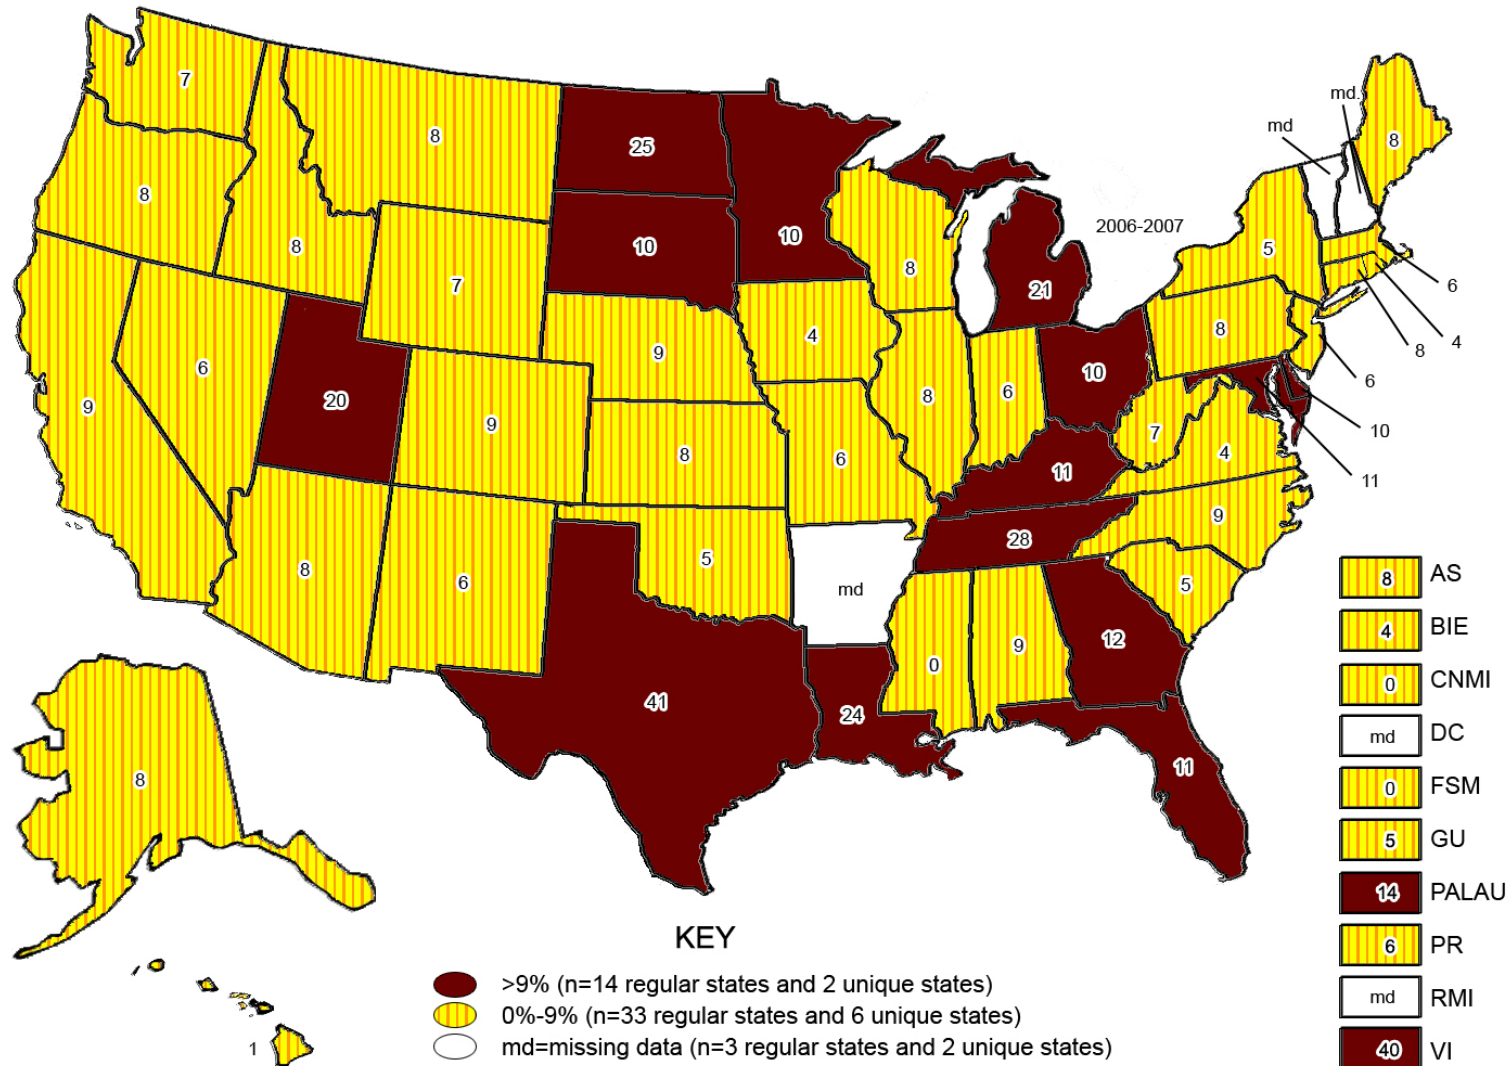 7
8
25
md
md
8
8
8
10
10
2006-2007
5
6
7
8
21
4
8
9
4
8
6
6
20
9
8
6
10
9
9
8
6
7
4
10
11
11
28
9
8
6
5
md
5
8 AS
0
9
12
4 BIE
0 CNMI
41
24
11
md DC
8
0 FSM
5 GU
14 PALAU
KEY
6 PR
>9% (n=14 regular states and 2 unique states)
md RMI
0%-9% (n=33 regular states and 6 unique states)
1
md=missing data (n=3 regular states and 2 unique states)
40 VI